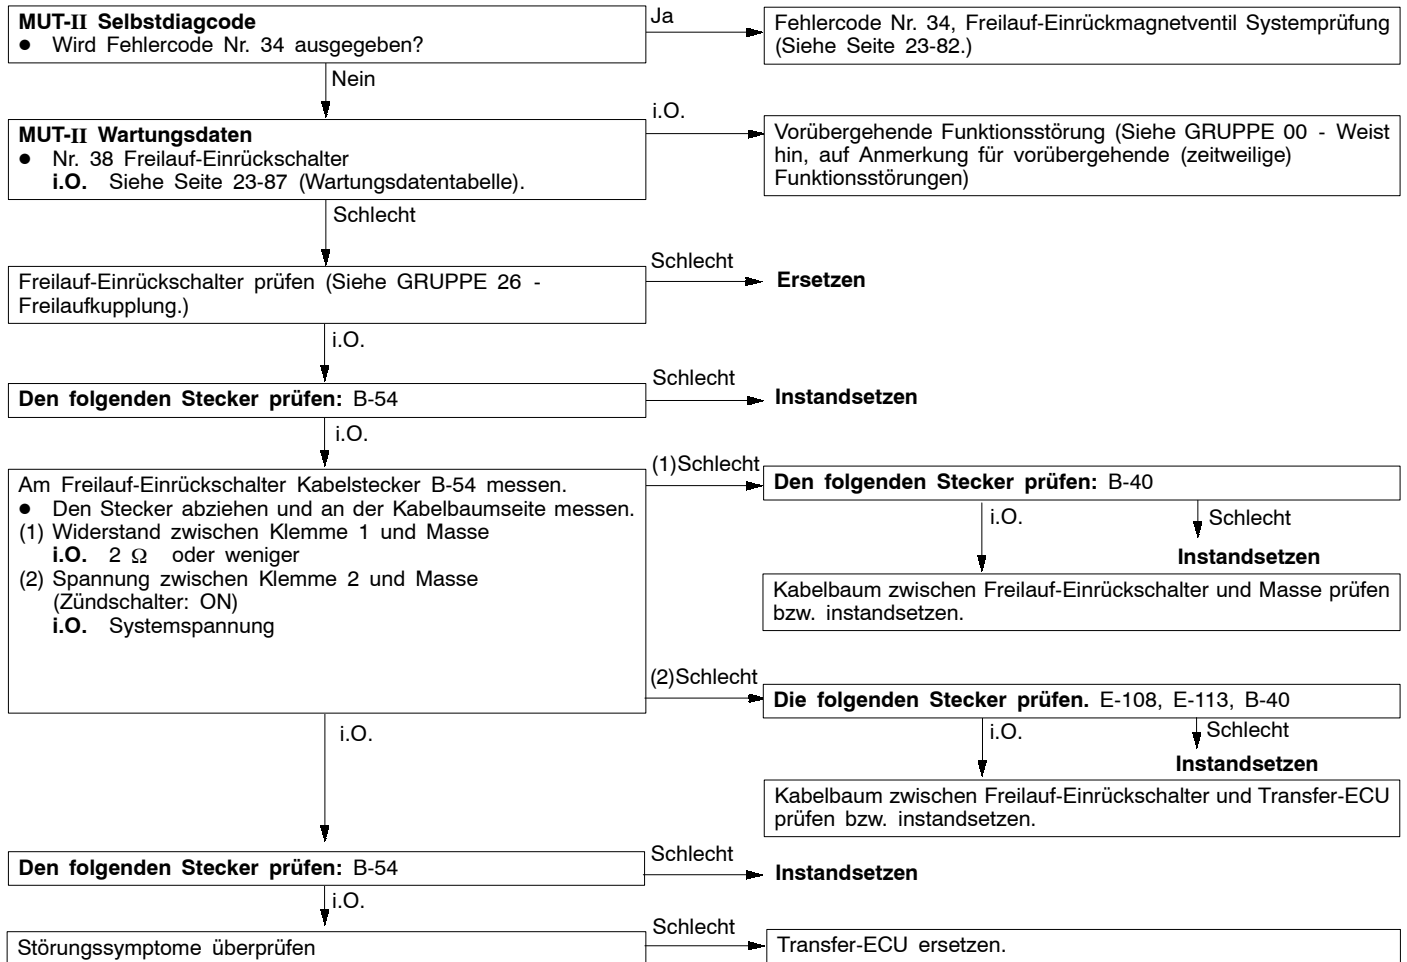 MUT-II Selbstdiagcode
● Wird Fehlercode Nr. 34 ausgegeben?
Ja
Fehlercode Nr. 34, Freilauf-Einrückmagnetventil Systemprüfung
(Siehe Seite 23-82.)
Nein
MUT-II Wartungsdaten
● Nr. 38 Freilauf-Einrückschalter
i.O. Siehe Seite 23-87 (Wartungsdatentabelle).
i.O.
Vorübergehende Funktionsstörung (Siehe GRUPPE 00 - Weist
hin, auf Anmerkung für vorübergehende (zeitweilige)
Funktionsstörungen)
Schlecht
Freilauf-Einrückschalter prüfen (Siehe GRUPPE 26 -
Freilaufkupplung.)
Schlecht
Ersetzen
i.O.
Den folgenden Stecker prüfen: B-54
Schlecht
Instandsetzen
i.O.
Am Freilauf-Einrückschalter Kabelstecker B-54 messen.
● Den Stecker abziehen und an der Kabelbaumseite messen.
(1) Widerstand zwischen Klemme 1 und Masse
i.O. 2 Ω oder weniger
(2) Spannung zwischen Klemme 2 und Masse
(Zündschalter: ON)
i.O. Systemspannung
(1)Schlecht
Den folgenden Stecker prüfen: B-40
i.O.
Schlecht
Instandsetzen
Kabelbaum zwischen Freilauf-Einrückschalter und Masse prüfen
bzw. instandsetzen.
(2)Schlecht
Die folgenden Stecker prüfen. E-108, E-113, B-40
i.O.
Schlecht
Instandsetzen
Kabelbaum zwischen Freilauf-Einrückschalter und Transfer-ECU
prüfen bzw. instandsetzen.
i.O.
Den folgenden Stecker prüfen: B-54
Schlecht
Instandsetzen
i.O.
Störungssymptome überprüfen
Schlecht
Transfer-ECU ersetzen.